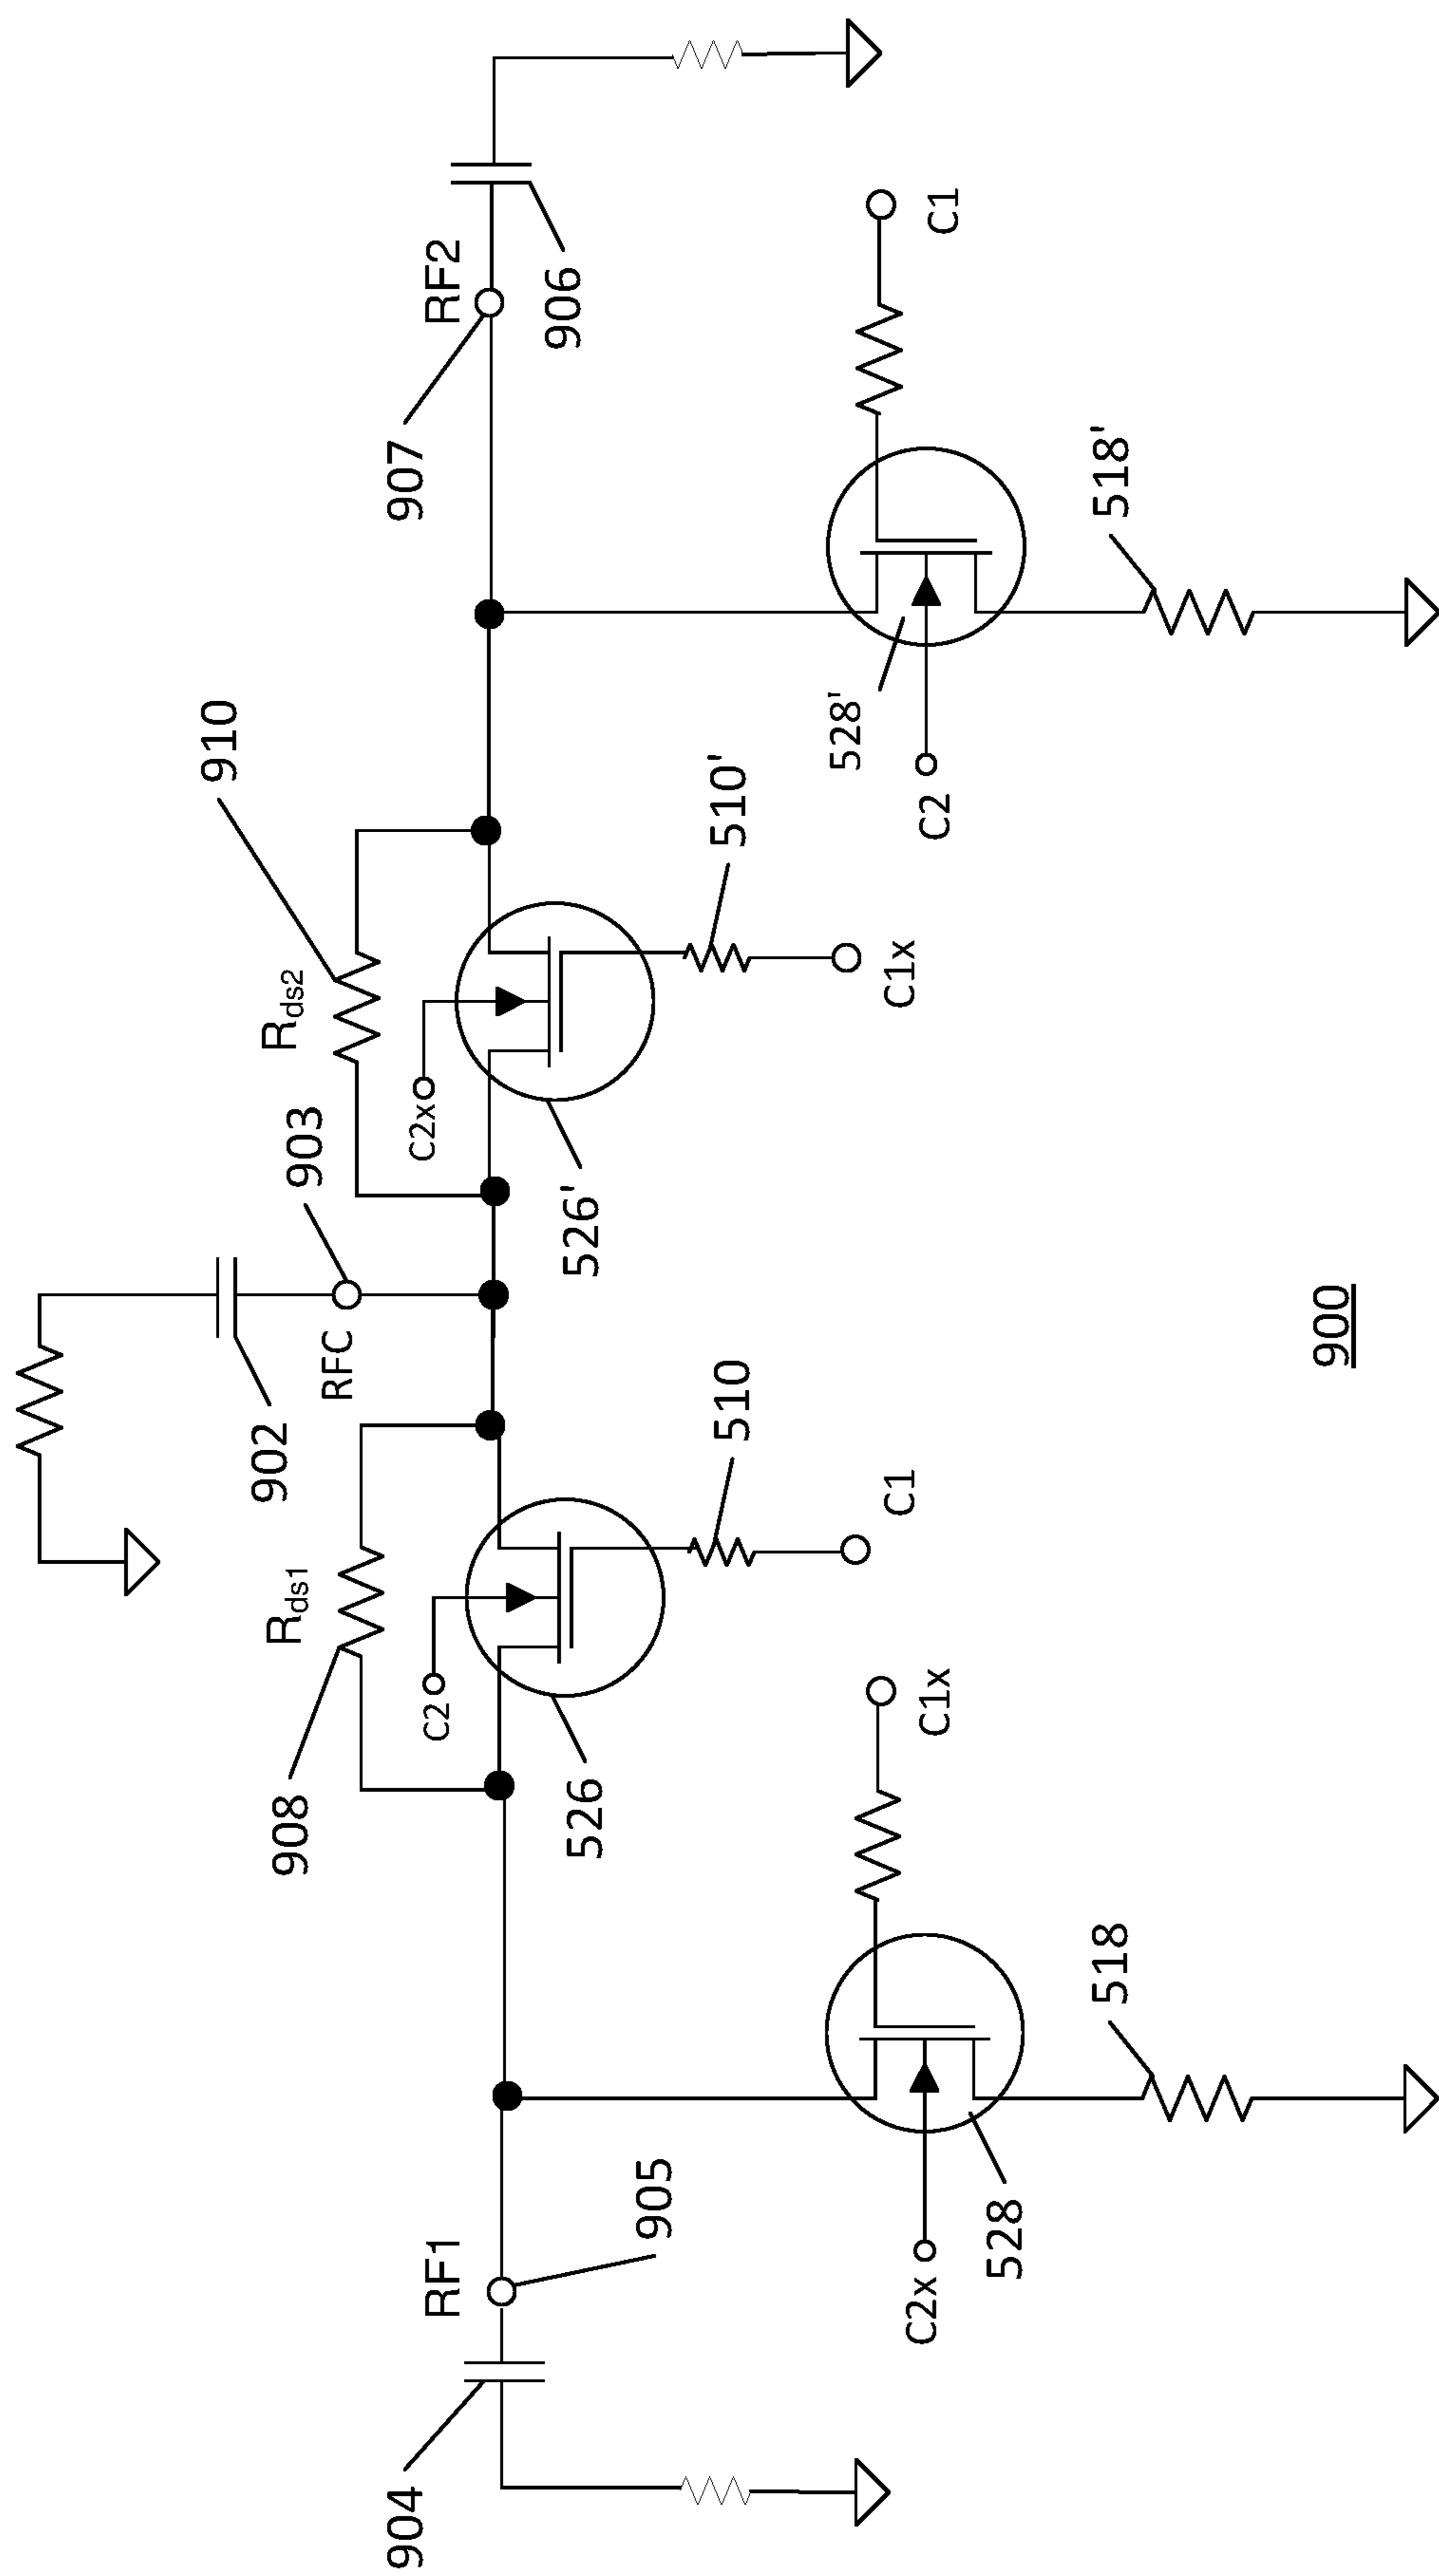 902
903
RFC
910
908
Rds1
Rds2
904
RF1
905
C2
C2x
907
RF2
906
526
510
C1
526'
510'
C1x
C2x
528
C1x
518
C2
528'
C1
518'
900